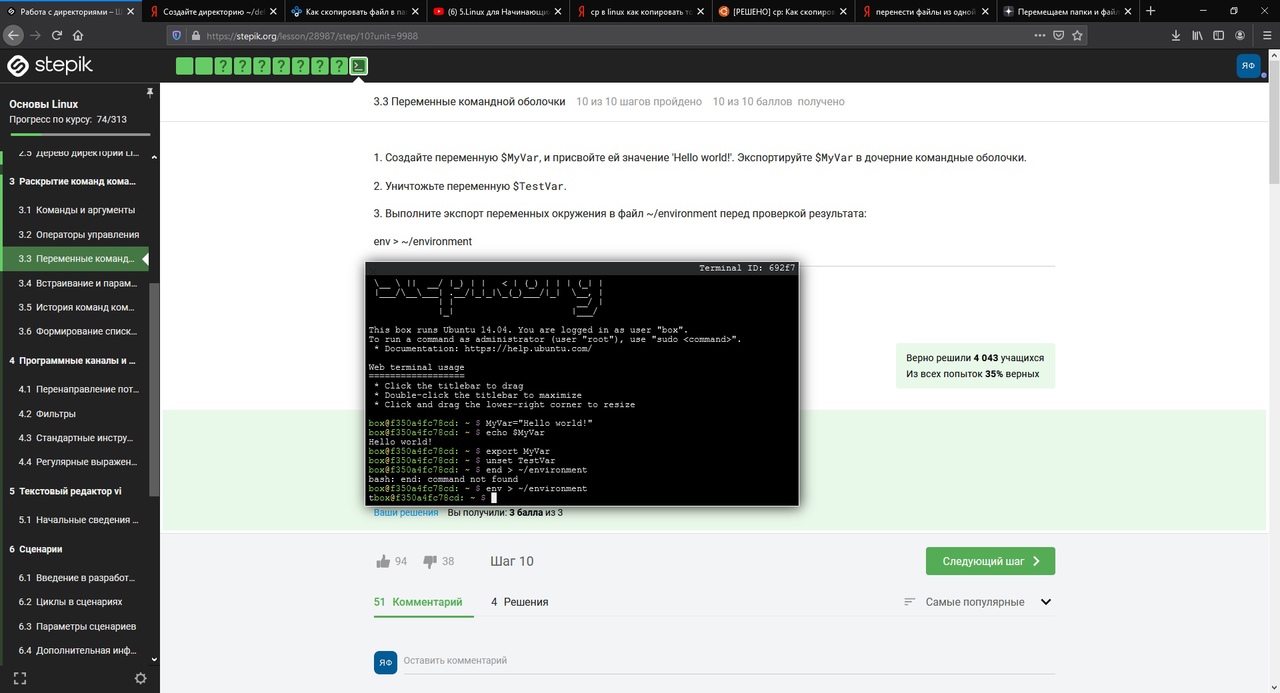 Работа с директориями – Ш
Создайте директорию ~/del
Как скопировать файл в па
(6) 5.Linux для Начинающи
cp в linux как копировать т
[РЕШЕНО] cp: Как скопиров
перенести файлы из одной
Перемещаем папки и файл
https://stepik.org/lesson/28987/step/10?unit=9988
stepik
ЯФ
Основы Linux
Прогресс по курсу: 74/313
2.5 Дерево директорий Li...
3 Раскрытие команд кома...
3.1 Команды и аргументы
3.2 Операторы управления
3.3 Переменные команд...
3.4 Встраивание и парам...
3.5 История команд ком...
3.6 Формирование списк...
4 Программные каналы и ...
4.1 Перенаправление пот...
4.2 Фильтры
4.3 Стандартные инстру...
4.4 Регулярные выражен...
5 Текстовый редактор vi
5.1 Начальные сведения ...
6 Сценарии
6.1 Введение в разработ...
6.2 Циклы в сценариях
6.3 Параметры сценариев
6.4 Дополнительная инф...
3.3 Переменные командной оболочки 10 из 10 шагов пройдено 10 из 10 баллов получено
1. Создайте переменную $MyVar, и присвойте ей значение 'Hello world!'. Экспортируйте $MyVar в дочерние командные оболочки.
2. Уничтожьте переменную $TestVar.
3. Выполните экспорт переменных окружения в файл ~/environment перед проверкой результата:
env > ~/environment
Terminal ID: 692f7
This box runs Ubuntu 14.04. You are logged in as user "box".
To run a command as administrator (user "root"), use "sudo <command>".
* Documentation: https://help.ubuntu.com/
Web terminal usage
==================
* Click the titlebar to drag
* Double-click the titlebar to maximize
* Click and drag the lower-right corner to resize
box@f350a4fc78cd: ~ $ MyVar="Hello world!"
box@f350a4fc78cd: ~ $ echo $MyVar
Hello world!
box@f350a4fc78cd: ~ $ export MyVar
box@f350a4fc78cd: ~ $ unset TestVar
box@f350a4fc78cd: ~ $ end > ~/environment
bash: end: command not found
box@f350a4fc78cd: ~ $ env > ~/environment
tbox@f350a4fc78cd: ~ $
Верно решили 4 043 учащихся
Из всех попыток 35% верных
Ваши решения Вы получили: 3 балла из 3
94 38 Шаг 10
Следующий шаг
51 Комментарий 4 Решения
Самые популярные
ЯФ Оставить комментарий